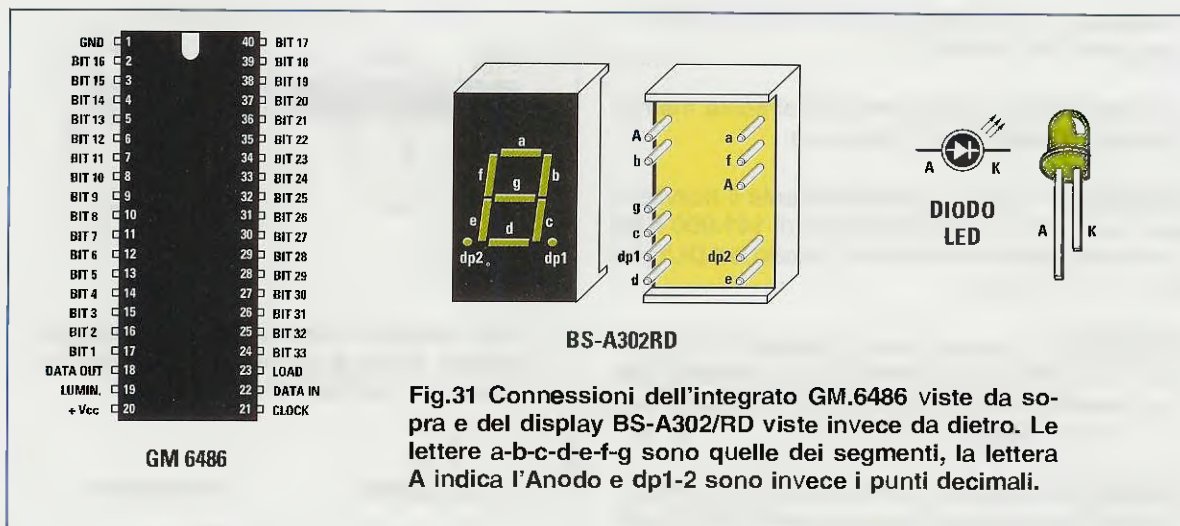 GND 1 40 BIT 17
BIT 16 2 39 BIT 18
BIT 15 3 38 BIT 19
BIT 14 4 37 BIT 20
BIT 13 5 36 BIT 21
BIT 12 6 35 BIT 22
BIT 11 7 34 BIT 23
BIT 10 8 33 BIT 24
BIT 9 9 32 BIT 25
BIT 8 10 31 BIT 26
BIT 7 11 30 BIT 27
BIT 6 12 29 BIT 28
BIT 5 13 28 BIT 29
BIT 4 14 27 BIT 30
BIT 3 15 26 BIT 31
BIT 2 16 25 BIT 32
BIT 1 17 24 BIT 33
DATA OUT 18 23 LOAD
LUMIN. 19 22 DATA IN
+ Vcc 20 21 CLOCK
GM 6486
a
f b
g
e c
d
dp2 dp1
A a
b f
A
g
c
dp1 dp2
d e
BS-A302RD
A K
DIODO
LED
A K
Fig.31 Connessioni dell'integrato GM.6486 viste da so-
pra e del display BS-A302/RD viste invece da dietro. Le
lettere a-b-c-d-e-f-g sono quelle dei segmenti, la lettera
A indica l'Anodo e dp1-2 sono invece i punti decimali.